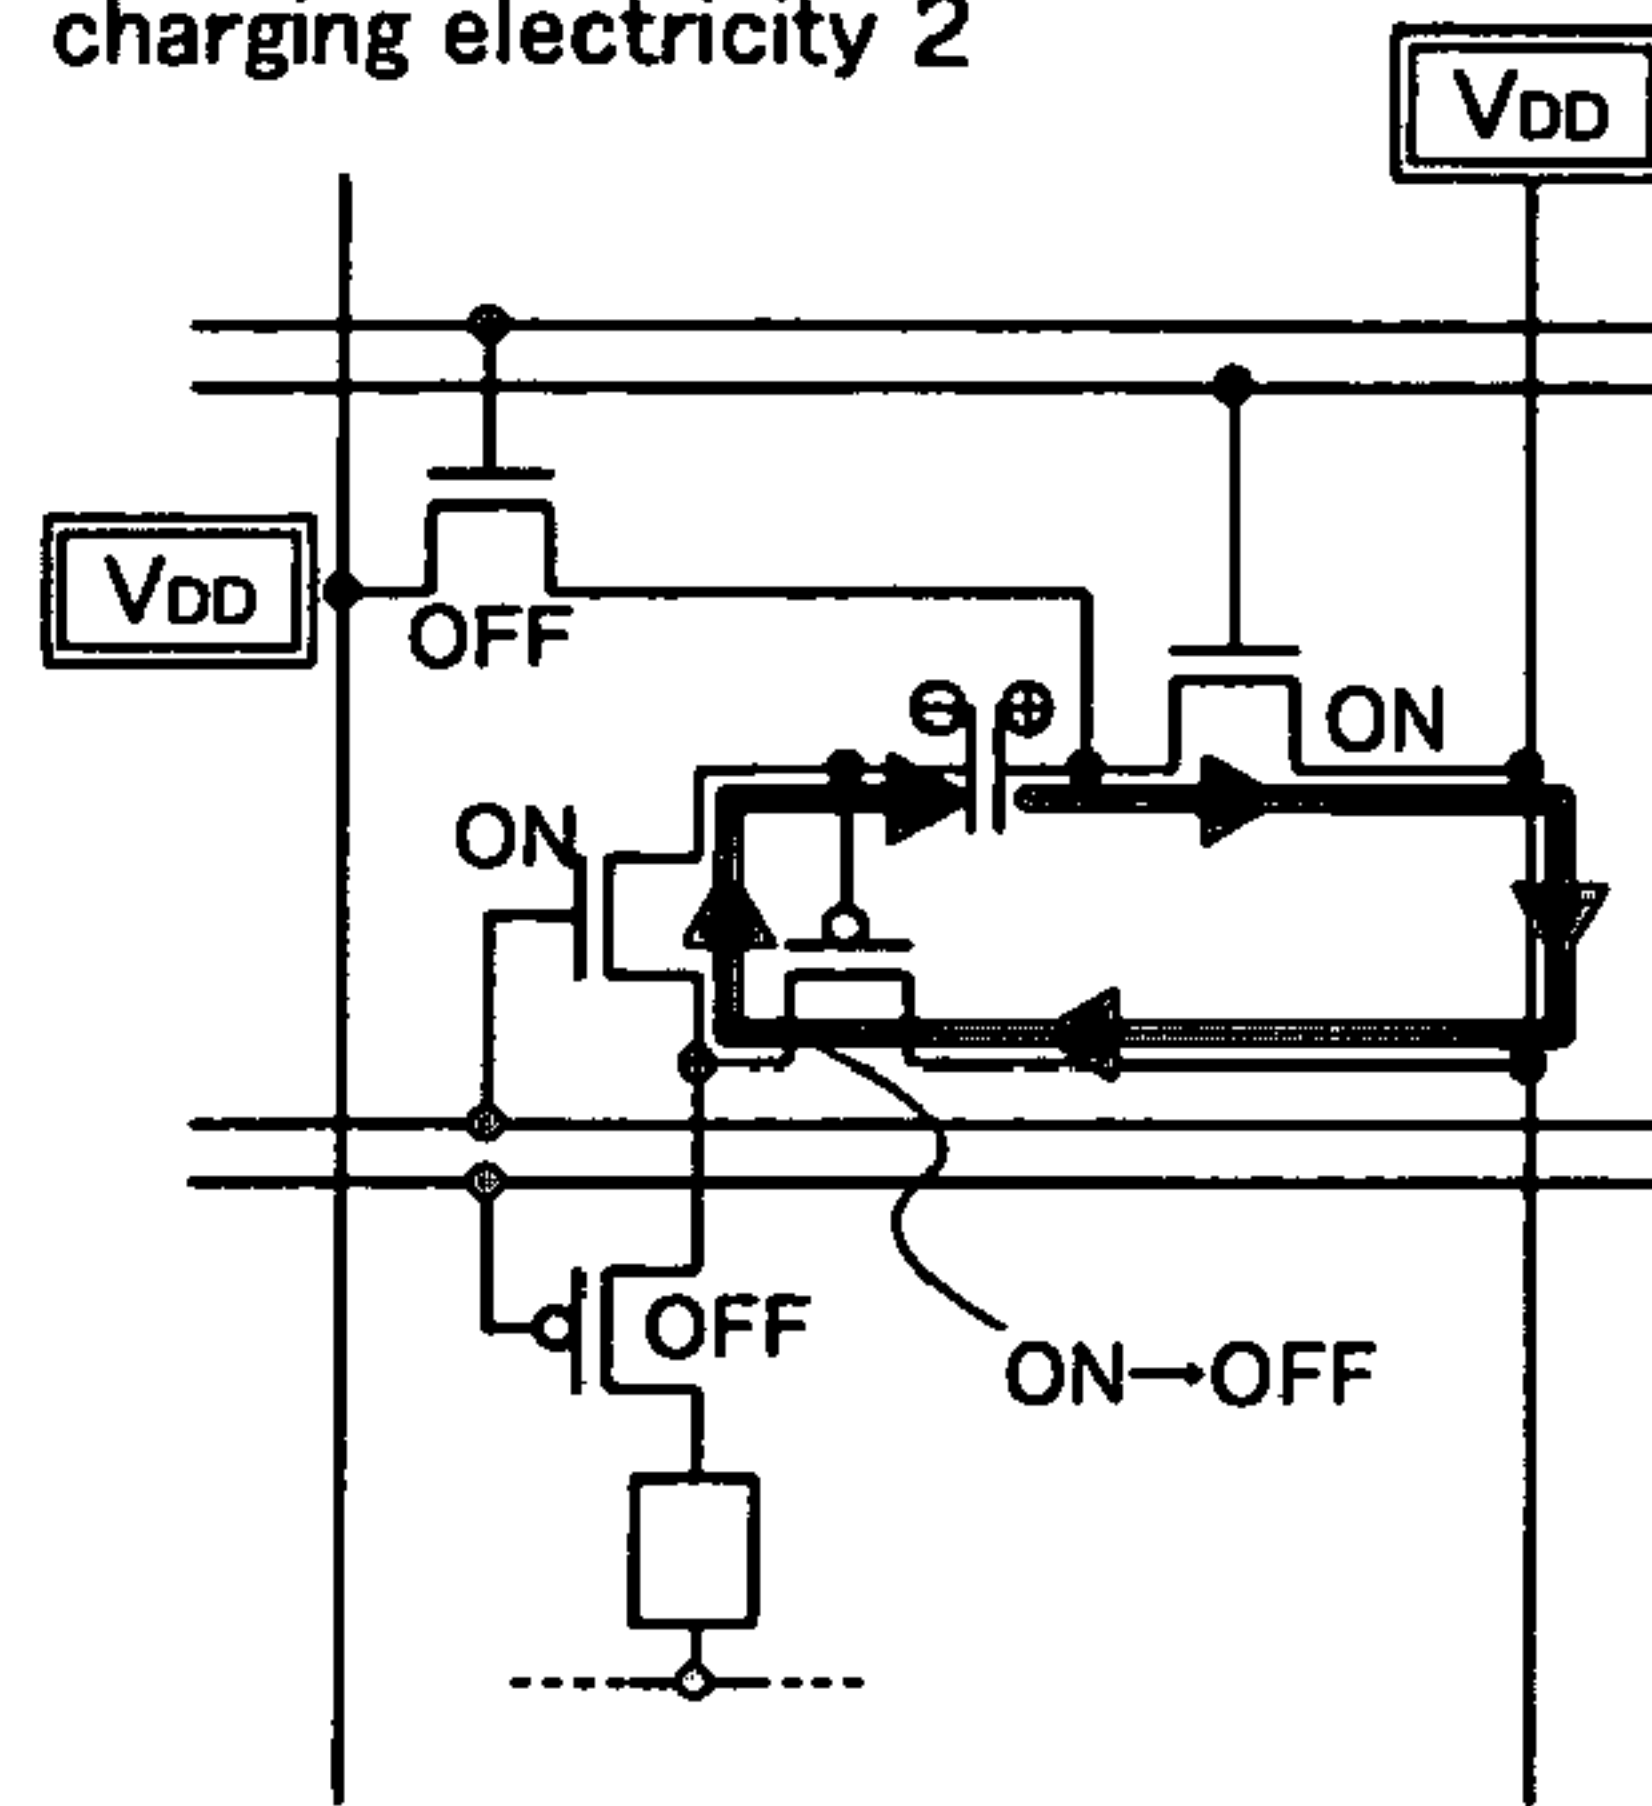 charging electricity 2
VDD
VDD
OFF
⊖ ⊕
ON
ON
OFF
ON→OFF